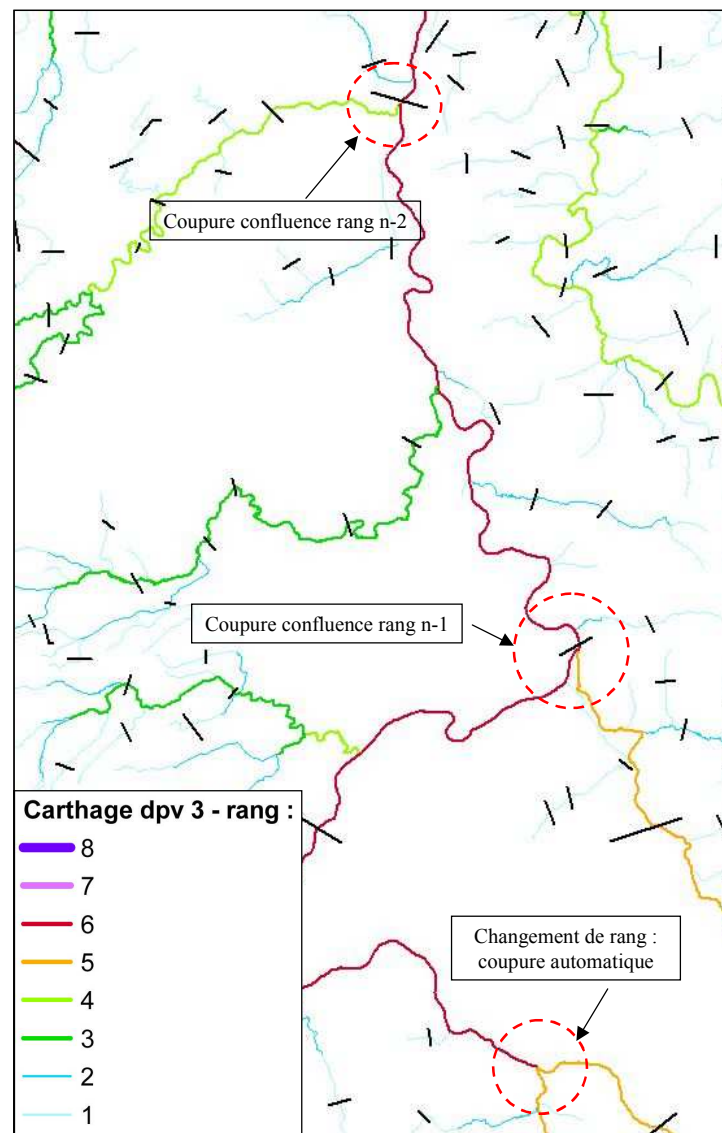 Coupure confluence rang n-2
Coupure confluence rang n-1
Carthage dpv 3 - rang :
8
7
6
5
4
3
2
1
Changement de rang :
coupure automatique